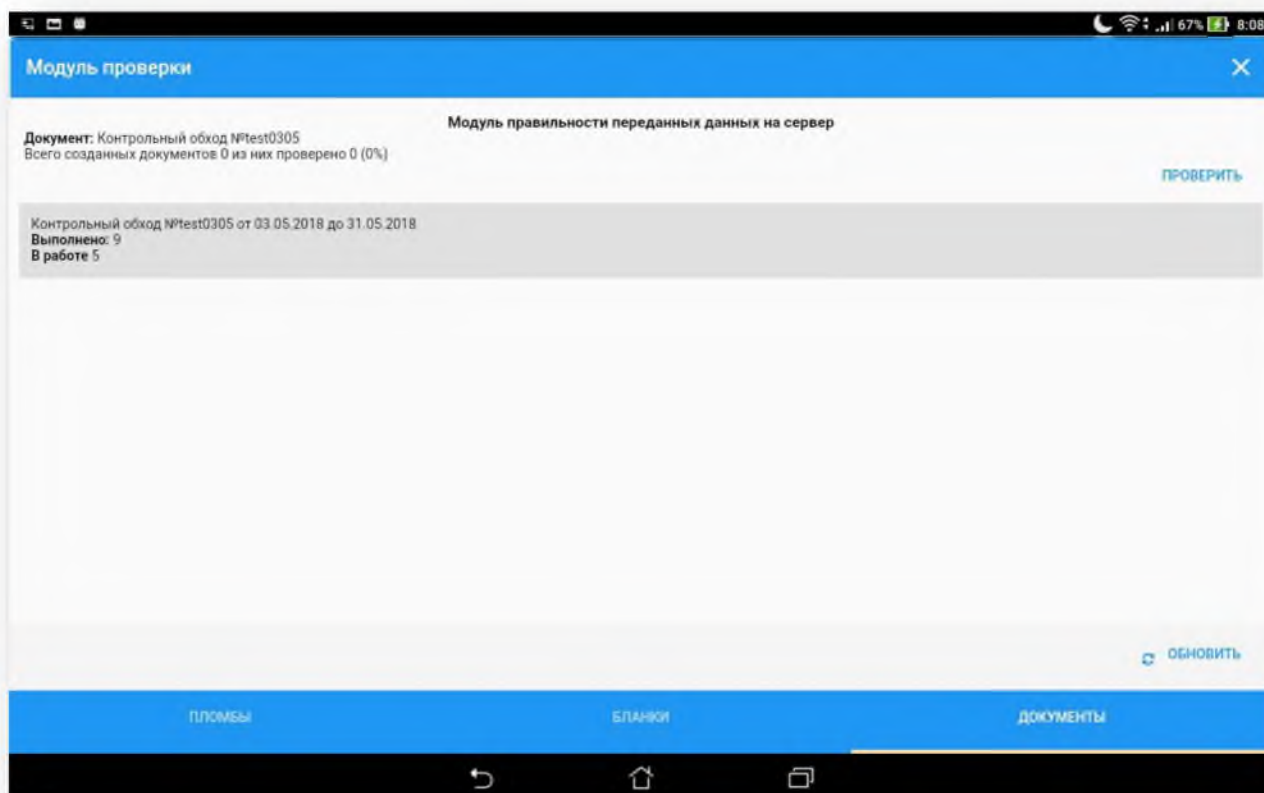 67% 8:08
Модуль проверки
Модуль правильности переданных данных на сервер
Документ: Контрольный обход №test0305
Всего созданных документов 0 из них проверено 0 (0%)
ПРОВЕРИТЬ
Контрольный обход №test0305 от 03.05.2018 до 31.05.2018
Выполнено: 9
В работе 5
ОБНОВИТЬ
ПЛОМБЫ БЛАНКИ ДОКУМЕНТЫ